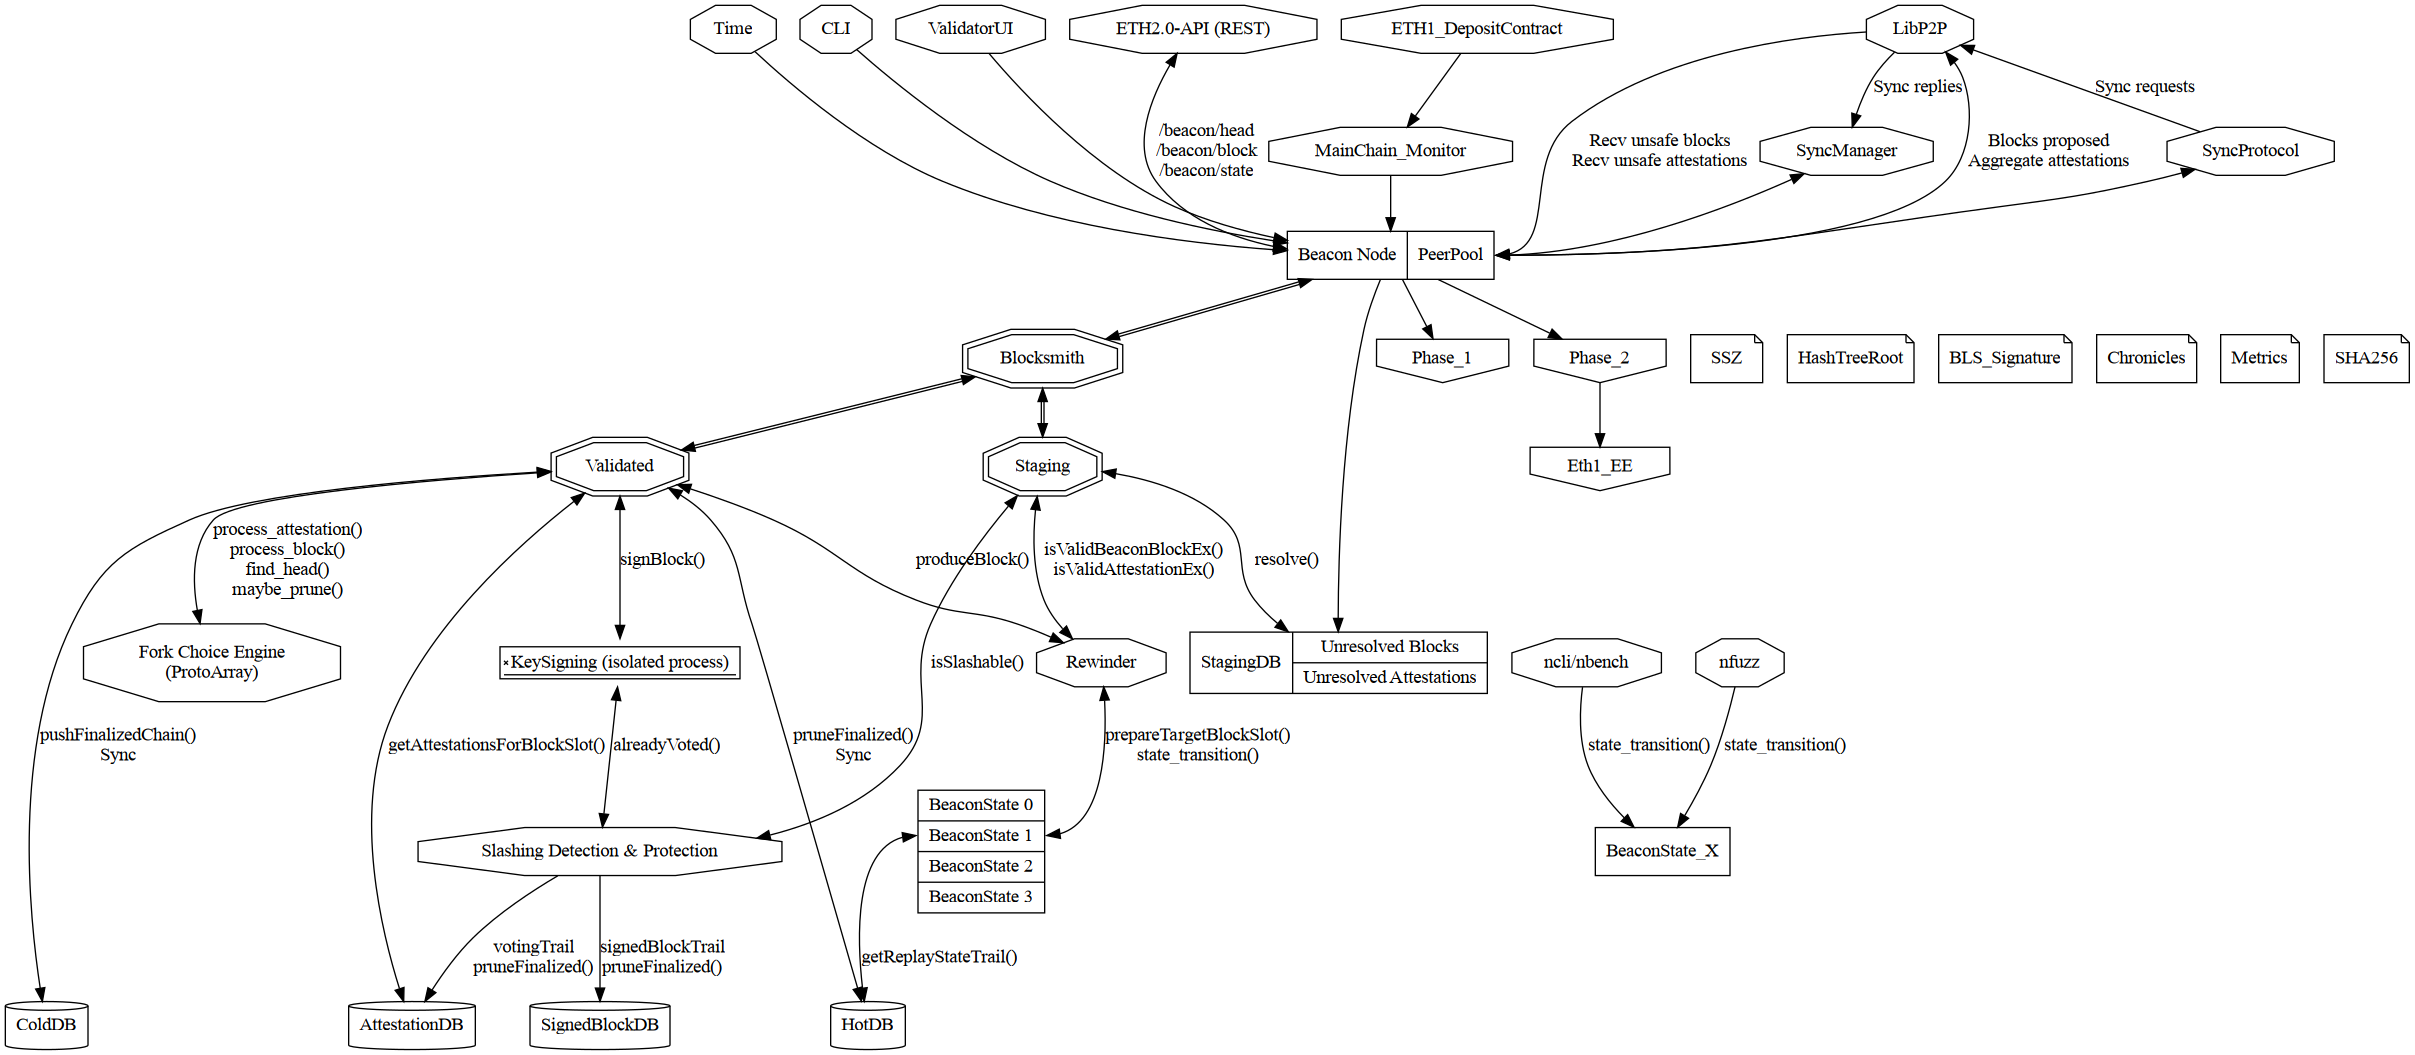 Time
CLI
ValidatorUI
ETH2.0-API (REST)
ETH1_DepositContract
LibP2P
Sync replies
Sync requests
/beacon/head
/beacon/block
/beacon/state
MainChain_Monitor
Recv unsafe blocks
Recv unsafe attestations
SyncManager
Blocks proposed
Aggregate attestations
SyncProtocol
Beacon Node
PeerPool
Blocksmith
Phase_1
Phase_2
SSZ
HashTreeRoot
BLS_Signature
Chronicles
Metrics
SHA256
Validated
Staging
Eth1_EE
process_attestation()
process_block()
find_head()
maybe_prune()
signBlock()
produceBlock()
isValidBeaconBlockEx()
isValidAttestationEx()
resolve()
Fork Choice Engine
(ProtoArray)
KeySigning (isolated process)
isSlashable()
Rewinder
StagingDB
Unresolved Blocks
Unresolved Attestations
ncli/nbench
nfuzz
pushFinalizedChain()
Sync
getAttestationsForBlockSlot()
alreadyVoted()
pruneFinalized()
Sync
prepareTargetBlockSlot()
state_transition()
state_transition()
state_transition()
Slashing Detection & Protection
BeaconState 0
BeaconState 1
BeaconState 2
BeaconState 3
BeaconState_X
votingTrail
pruneFinalized()
signedBlockTrail
pruneFinalized()
getReplayStateTrail()
ColdDB
AttestationDB
SignedBlockDB
HotDB